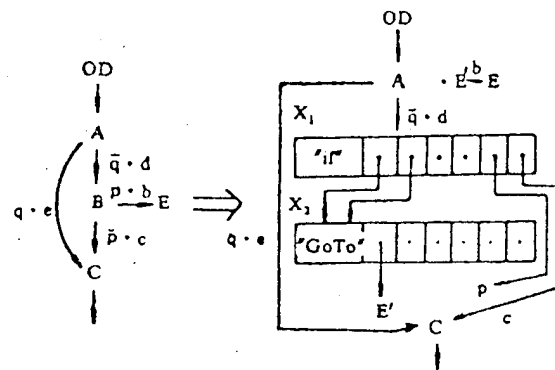 OD
A
q̄ · d
B p · b E
q · e
p̄ · c
C
OD
A · E′ b E
X₁
q̄ · d
"if" · · · · · ·
X₂
q · e
"GoTo" · · · · · ·
E′
p
c
C